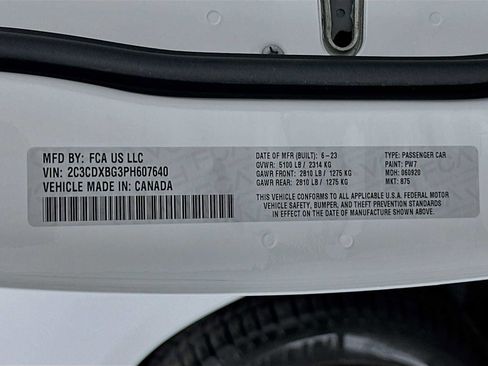 MFD BY: FCA US LLC
VIN: 2C3CDXBG3PH607640
VEHICLE MADE IN: CANADA
DATE OF MFR (BUILT): 6-23
GVWR: 5100 LB / 2314 KG
GAWR FRONT: 2810 LB / 1275 KG
GAWR REAR: 2810 LB / 1275 KG
TYPE: PASSENGER CAR
PAINT: PW7
MDH: 060920
MKT: 875
THIS VEHICLE CONFORMS TO ALL APPLICABLE U.S.A. FEDERAL MOTOR
VEHICLE SAFETY, BUMPER, AND THEFT PREVENTION STANDARDS
IN EFFECT ON THE DATE OF MANUFACTURE SHOWN ABOVE.